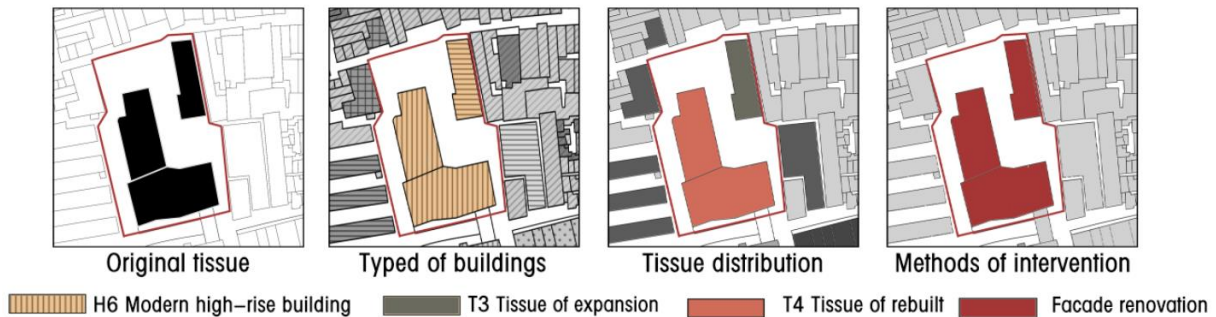 Original tissue
Typed of buildings
Tissue distribution
Methods of intervention
H6 Modern high-rise building
T3 Tissue of expansion
T4 Tissue of rebuilt
Facade renovation